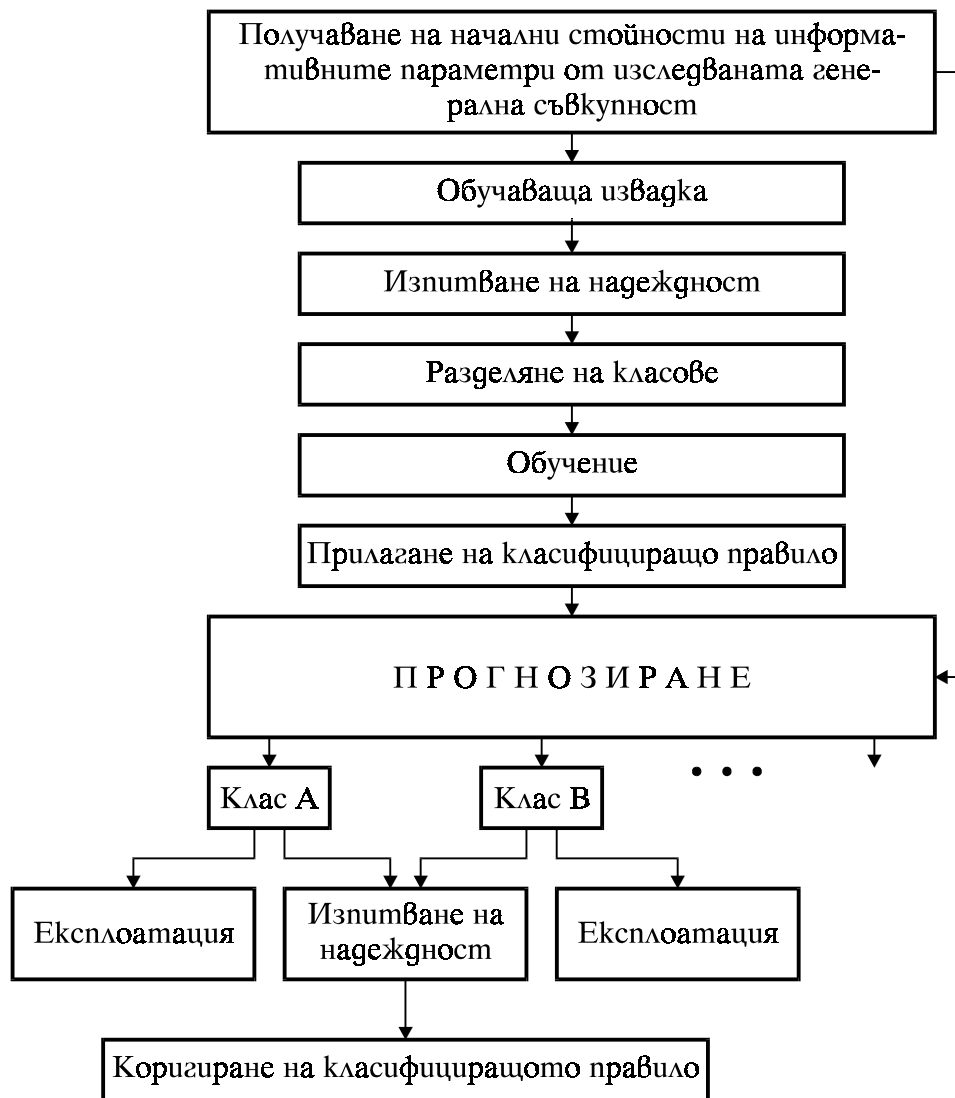 Получаване на начални стойности на информа-
тивните параметри от изследваната гене-
рална съвкупност
Обучаваща извадка
Изпитване на надеждност
Разделяне на класове
Обучение
Прилагане на класифициращо правило
П Р О Г Н О З И Р А Н Е
Клас А
Клас В
• • •
Експлоатация
Изпитване на
надеждност
Експлоатация
Коригиране на класифициращото правило